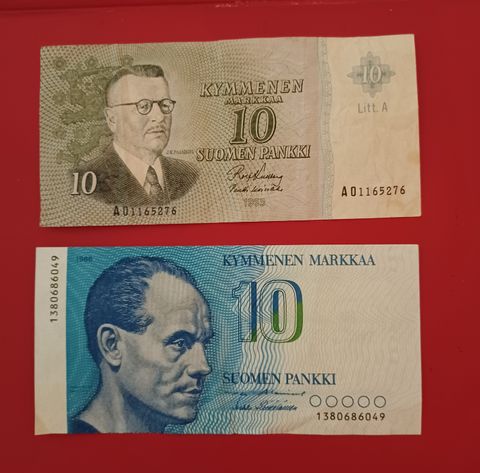 KYMMENEN
MARKKAA
10
10
SUOMEN PANKKI
Litt. A
J.K. PAASIKIVI
10
A01165276
A01165276
1963
1986
1380686049
KYMMENEN MARKKAA
10
SUOMEN PANKKI
1380686049